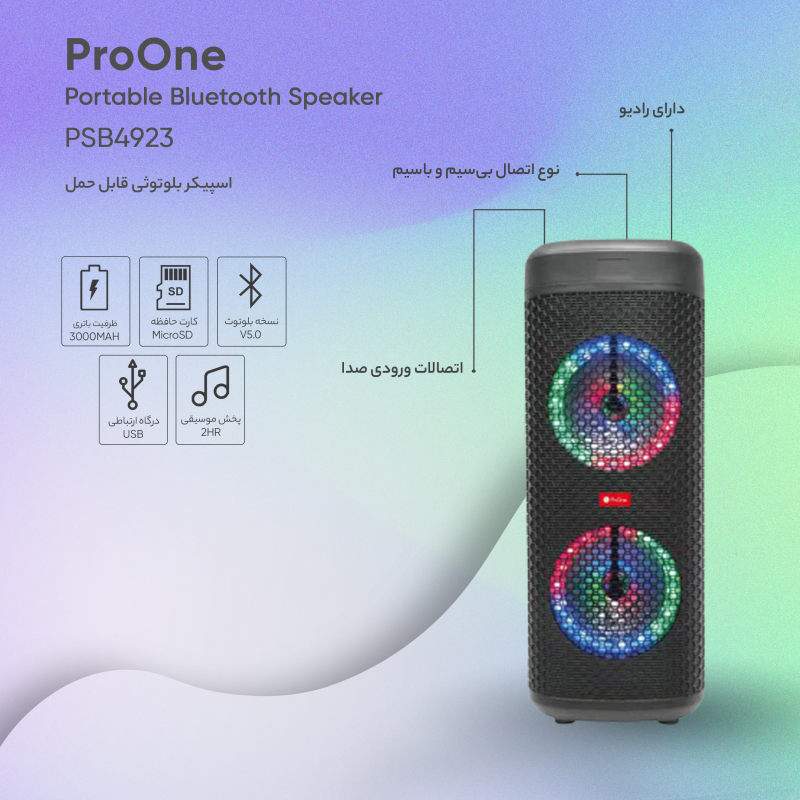 ProOne
Portable Bluetooth Speaker
PSB4923
اسپیکر بلوتوثی قابل حمل
دارای رادیو
نوع اتصال بی‌سیم و باسیم
اتصالات ورودی صدا
ظرفیت باتری
3000MAH
SD
کارت حافظه
MicroSD
نسخه بلوتوث
V5.0
درگاه ارتباطی
USB
پخش موسیقی
2HR
ProOne